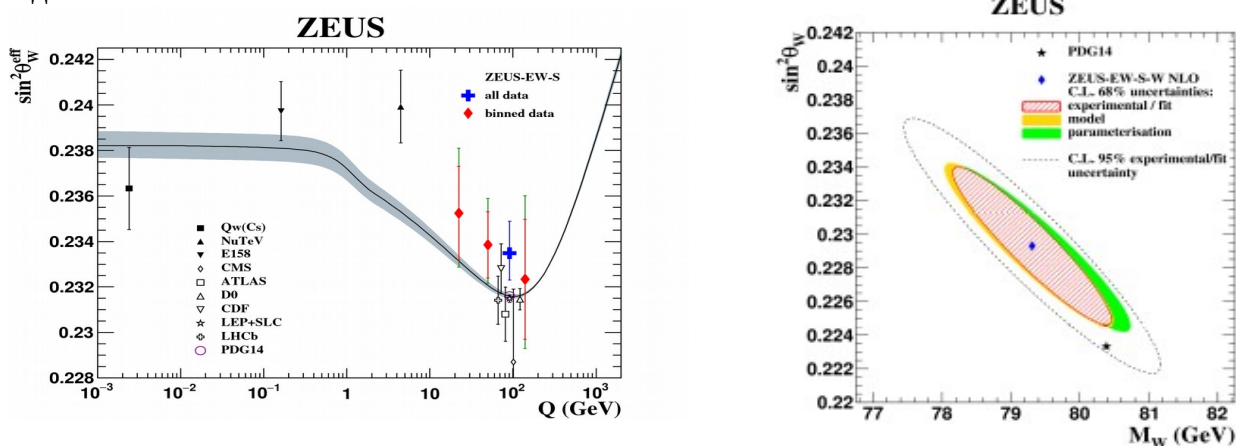 ZEUS
sin²θ_W^eff
0.242
0.24
0.238
0.236
0.234
0.232
0.23
0.228
ZEUS-EW-S
all data
binned data
Qw(Cs)
NuTeV
E158
CMS
ATLAS
D0
CDF
LEP+SLC
LHCb
PDG14
10⁻³ 10⁻² 10⁻¹ 1 10 10² 10³
Q (GeV)
ZEUS
sin²θ_W
0.242
0.24
0.238
0.236
0.234
0.232
0.23
0.228
0.226
0.224
0.222
0.22
PDG14
ZEUS-EW-S-W NLO
C.L. 68% uncertainties:
experimental / fit
model
parameterisation
C.L. 95% experimental/fit
uncertainty
77 78 79 80 81 82
M_W (GeV)